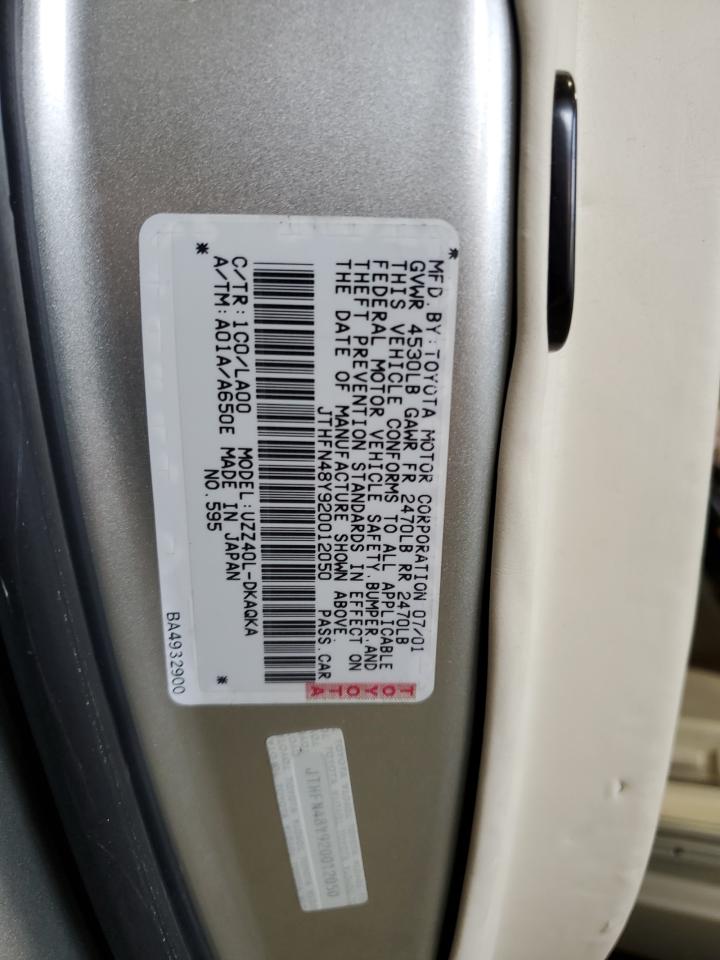 MFD. BY: TOYOTA MOTOR CORPORATION 07/01
GVWR 4530LB GAWR FR 2470LB RR 2470LB
THIS VEHICLE CONFORMS TO ALL APPLICABLE
FEDERAL MOTOR VEHICLE SAFETY, BUMPER, AND
THEFT PREVENTION STANDARDS IN EFFECT ON
THE DATE OF MANUFACTURE SHOWN ABOVE.
JTHFN48Y920012050 PASS. CAR
TOYOTA
* *
C/TR: 1C0/LA00 MODEL: UZZ40L-DKAQKA
A/TM: A01A/A650E MADE IN JAPAN
NO. 595
* *
BA4932900
JTHFN48Y920012050